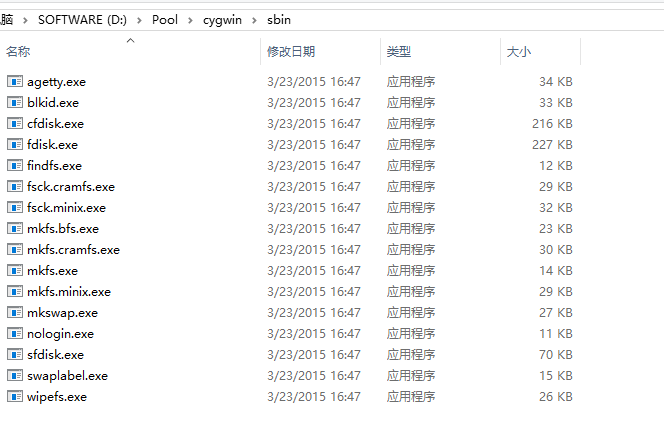 脑 › SOFTWARE (D:) › Pool › cygwin › sbin
名称 修改日期 类型 大小
agetty.exe 3/23/2015 16:47 应用程序 34 KB
blkid.exe 3/23/2015 16:47 应用程序 33 KB
cfdisk.exe 3/23/2015 16:47 应用程序 216 KB
fdisk.exe 3/23/2015 16:47 应用程序 227 KB
findfs.exe 3/23/2015 16:47 应用程序 12 KB
fsck.cramfs.exe 3/23/2015 16:47 应用程序 29 KB
fsck.minix.exe 3/23/2015 16:47 应用程序 32 KB
mkfs.bfs.exe 3/23/2015 16:47 应用程序 23 KB
mkfs.cramfs.exe 3/23/2015 16:47 应用程序 30 KB
mkfs.exe 3/23/2015 16:47 应用程序 14 KB
mkfs.minix.exe 3/23/2015 16:47 应用程序 29 KB
mkswap.exe 3/23/2015 16:47 应用程序 27 KB
nologin.exe 3/23/2015 16:47 应用程序 11 KB
sfdisk.exe 3/23/2015 16:47 应用程序 70 KB
swaplabel.exe 3/23/2015 16:47 应用程序 15 KB
wipefs.exe 3/23/2015 16:47 应用程序 26 KB